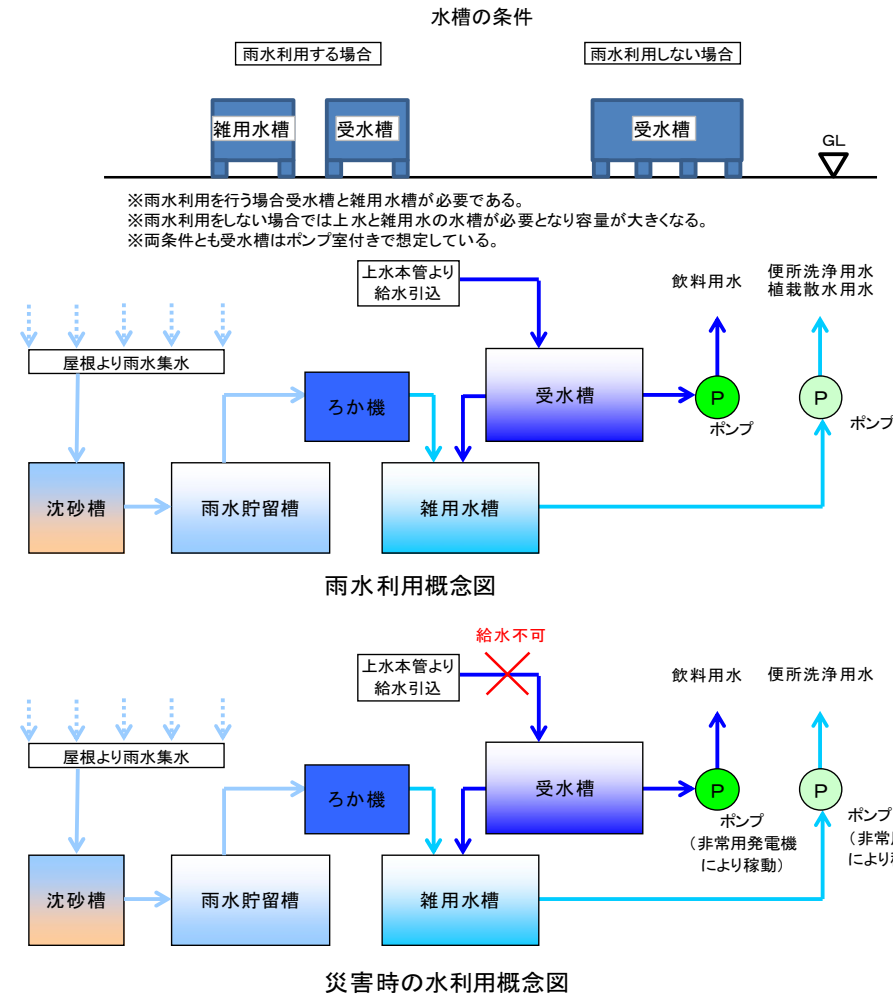 水槽の条件
雨水利用する場合
雨水利用しない場合
雑用水槽
受水槽
受水槽
GL
※雨水利用を行う場合受水槽と雑用水槽が必要である。
※雨水利用をしない場合では上水と雑用水の水槽が必要となり容量が大きくなる。
※両条件とも受水槽はポンプ室付きで想定している。
上水本管より
給水引込
飲料用水
便所洗浄用水
植栽散水用水
屋根より雨水集水
ろか機
受水槽
P
ポンプ
P
ポンプ
沈砂槽
雨水貯留槽
雑用水槽
雨水利用概念図
給水不可
上水本管より
給水引込
飲料用水
便所洗浄用水
屋根より雨水集水
ろか機
受水槽
P
ポンプ
(非常用発電機
により稼動)
P
ポンプ
(非常
により
沈砂槽
雨水貯留槽
雑用水槽
災害時の水利用概念図